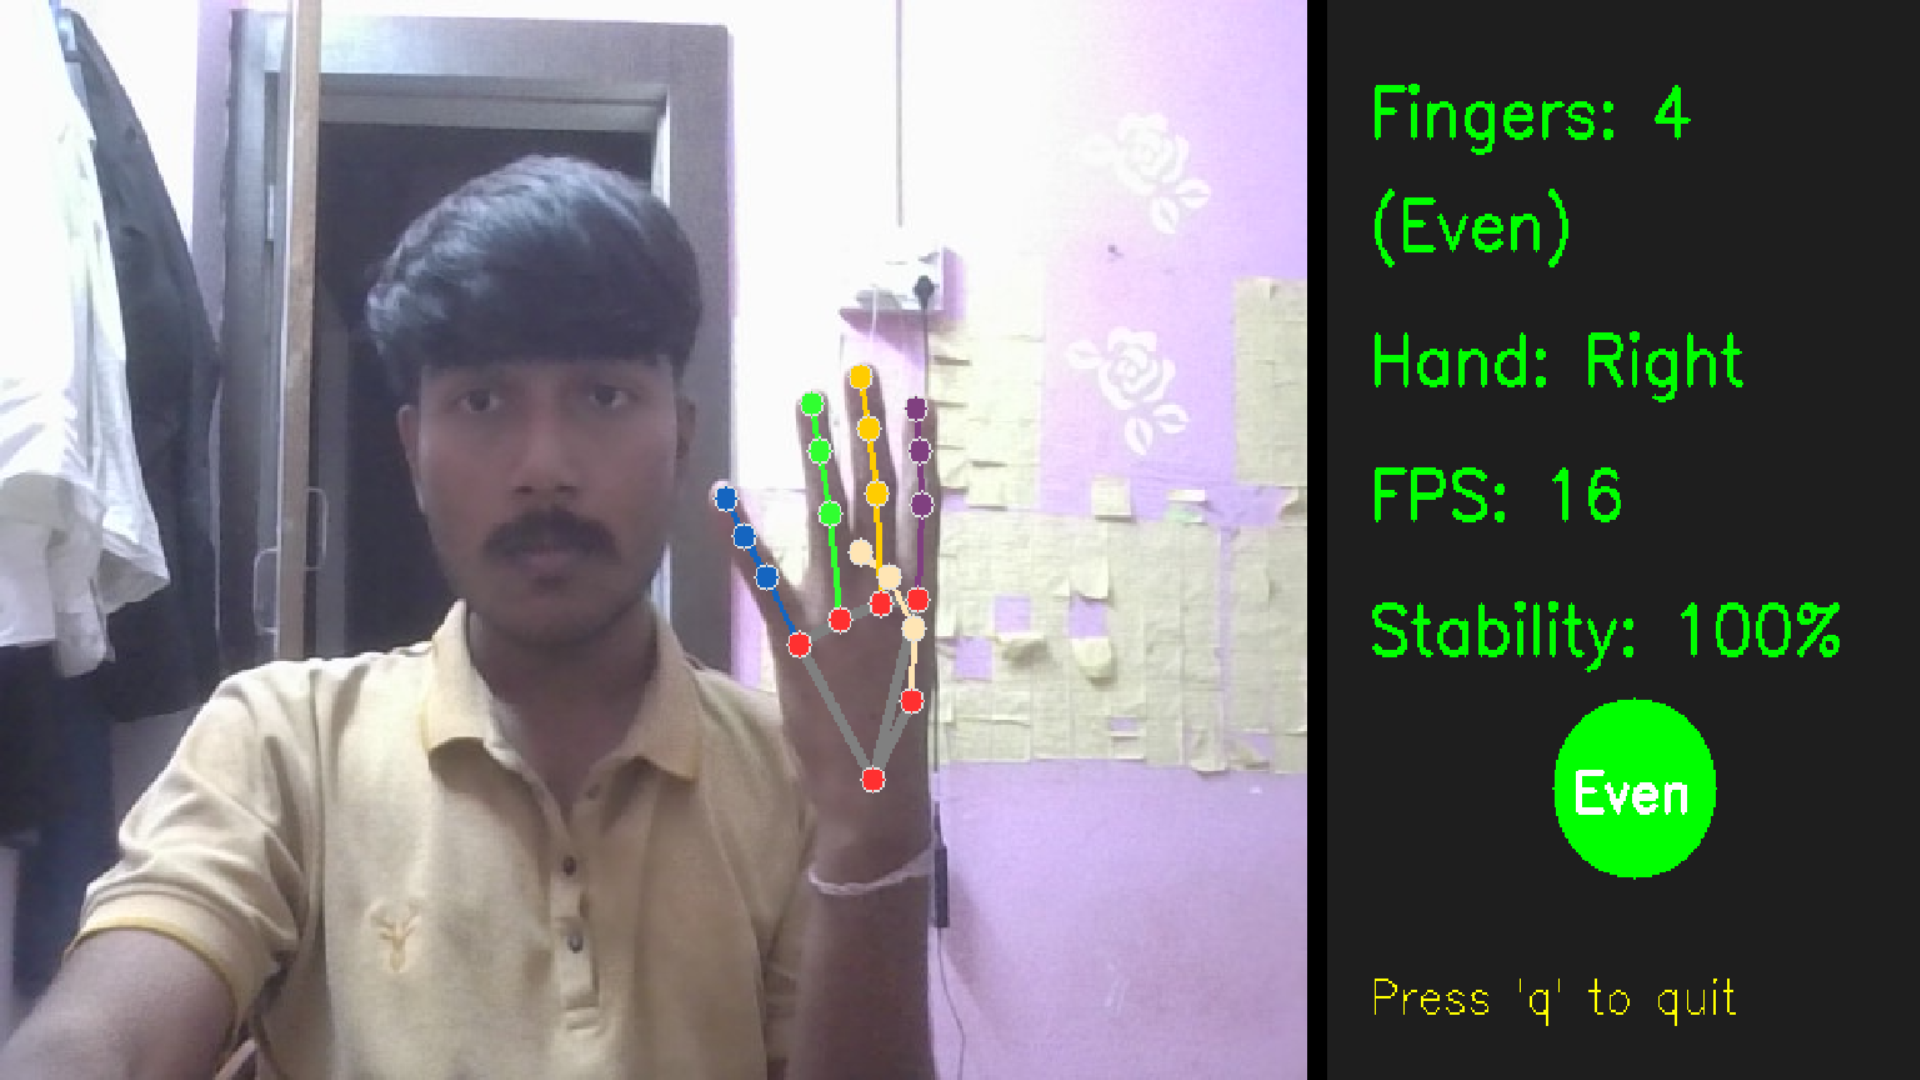 Fingers: 4
(Even)
Hand: Right
FPS: 16
Stability: 100%
Even
Press 'q' to quit